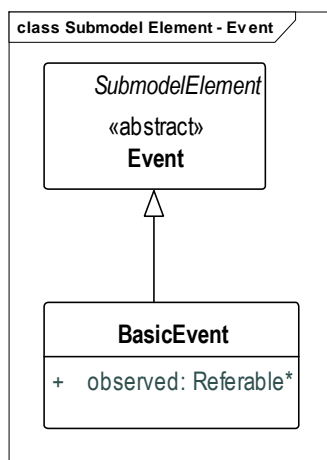 class Submodel Element - Event
SubmodelElement
«abstract»
Event
BasicEvent
+ observed: Referable*